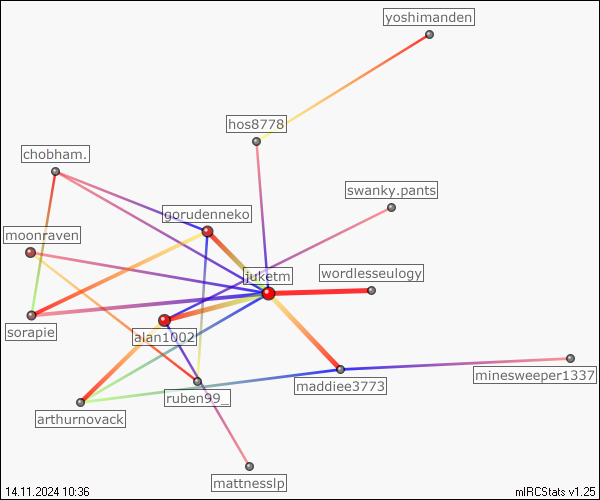 yoshimanden
hos8778
chobham.
swanky.pants
gorudenneko
moonraven
juketm
wordlesseulogy
sorapie
alan1002
minesweeper1337
maddiee3773
ruben99_
arthurnovack
mattnesslp
14.11.2024 10:36
mIRCStats v1.25